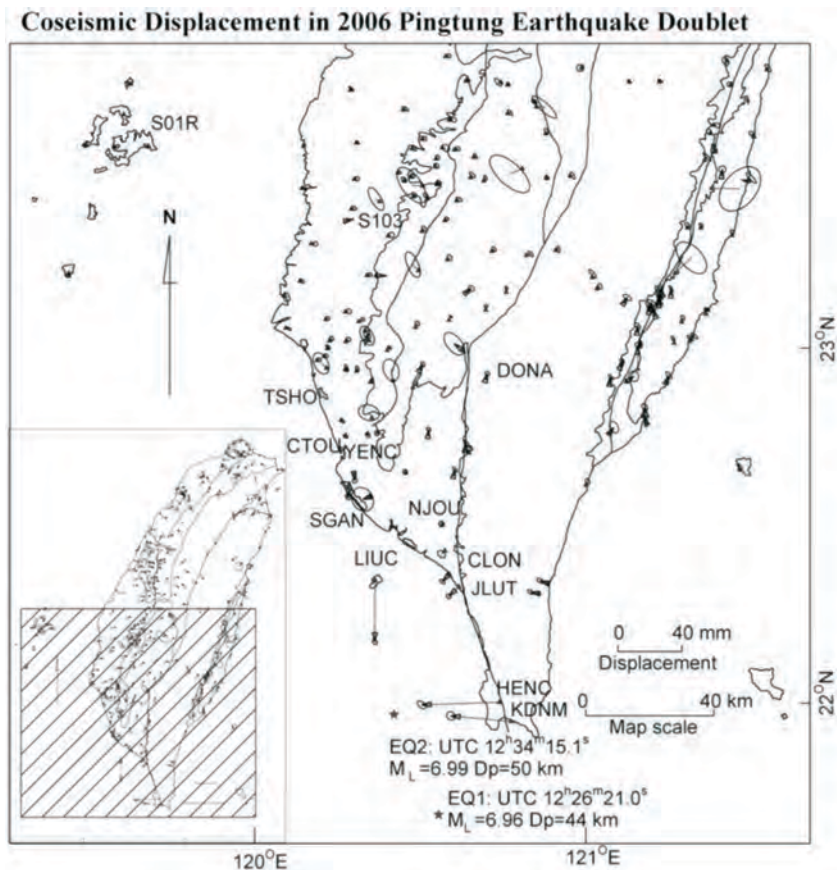 Coseismic Displacement in 2006 Pingtung Earthquake Doublet
S01R
N
S103
23°N
DONA
TSHO
CTOU
YENC
NJOU
SGAN
LIUC
CLON
JLUT
0 40 mm
Displacement
HENC
0 40 km
22°N
KDNM
Map scale
EQ2: UTC 12ʰ34ᵐ15.1ˢ
M_L=6.99 Dp=50 km
EQ1: UTC 12ʰ26ᵐ21.0ˢ
M_L=6.96 Dp=44 km
120°E
121°E